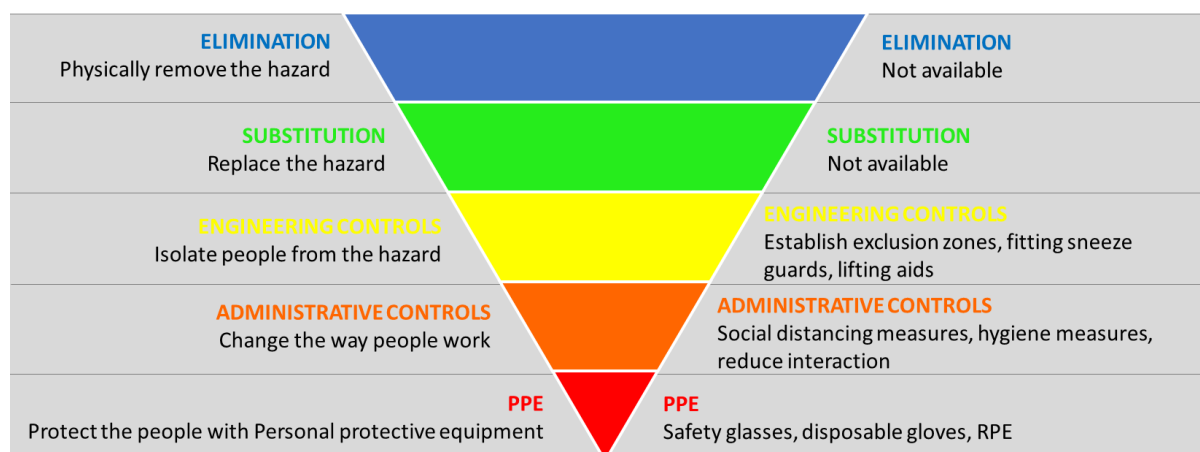 ELIMINATION
Physically remove the hazard
ELIMINATION
Not available
SUBSTITUTION
Replace the hazard
SUBSTITUTION
Not available
ENGINEERING CONTROLS
Isolate people from the hazard
ENGINEERING CONTROLS
Establish exclusion zones, fitting sneeze
guards, lifting aids
ADMINISTRATIVE CONTROLS
Change the way people work
ADMINISTRATIVE CONTROLS
Social distancing measures, hygiene measures,
reduce interaction
PPE
Protect the people with Personal protective equipment
PPE
Safety glasses, disposable gloves, RPE